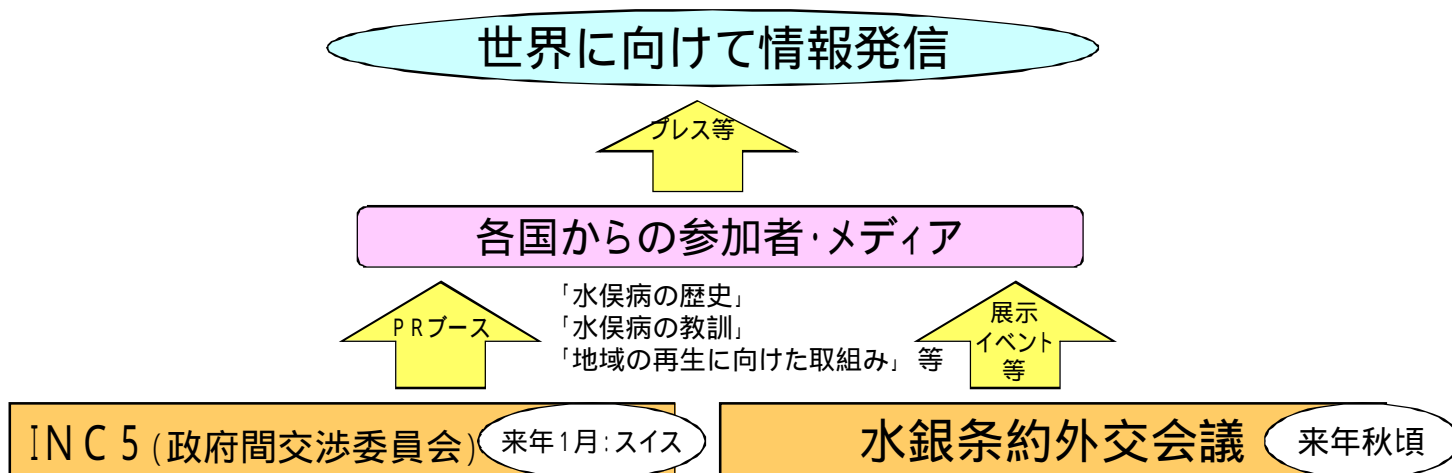 世界に向けて情報発信
プレス等
各国からの参加者・メディア
「水俣病の歴史」
「水俣病の教訓」
「地域の再生に向けた取組み」等
PRブース
展示
イベント
等
INC5(政府間交渉委員会)
来年1月:スイス
水銀条約外交会議
来年秋頃